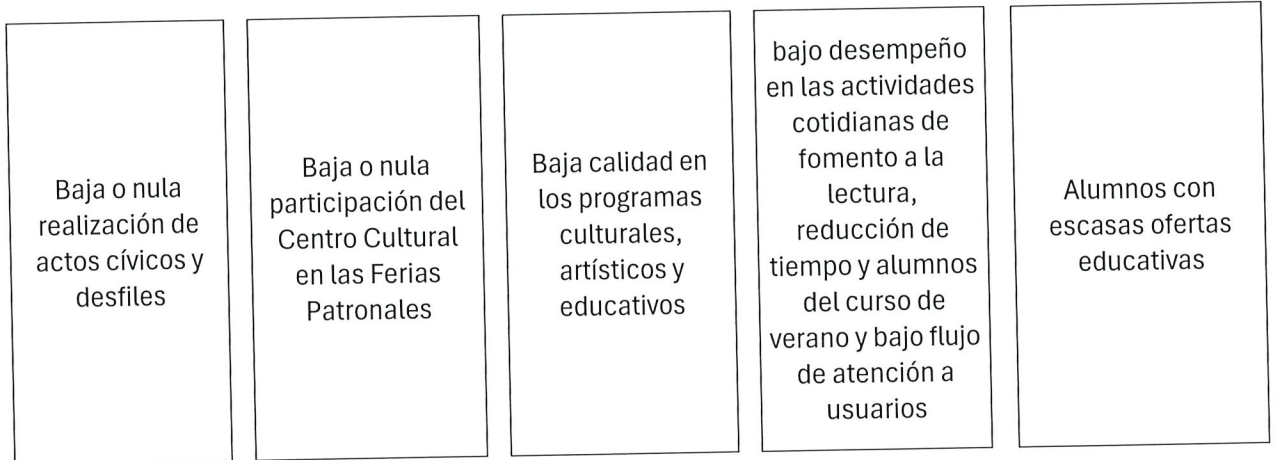 Baja o nula
realización de
actos cívicos y
desfiles
Baja o nula
participación del
Centro Cultural
en las Ferias
Patronales
Baja calidad en
los programas
culturales,
artísticos y
educativos
bajo desempeño
en las actividades
cotidianas de
fomento a la
lectura,
reducción de
tiempo y alumnos
del curso de
verano y bajo flujo
de atención a
usuarios
Alumnos con
escasas ofertas
educativas